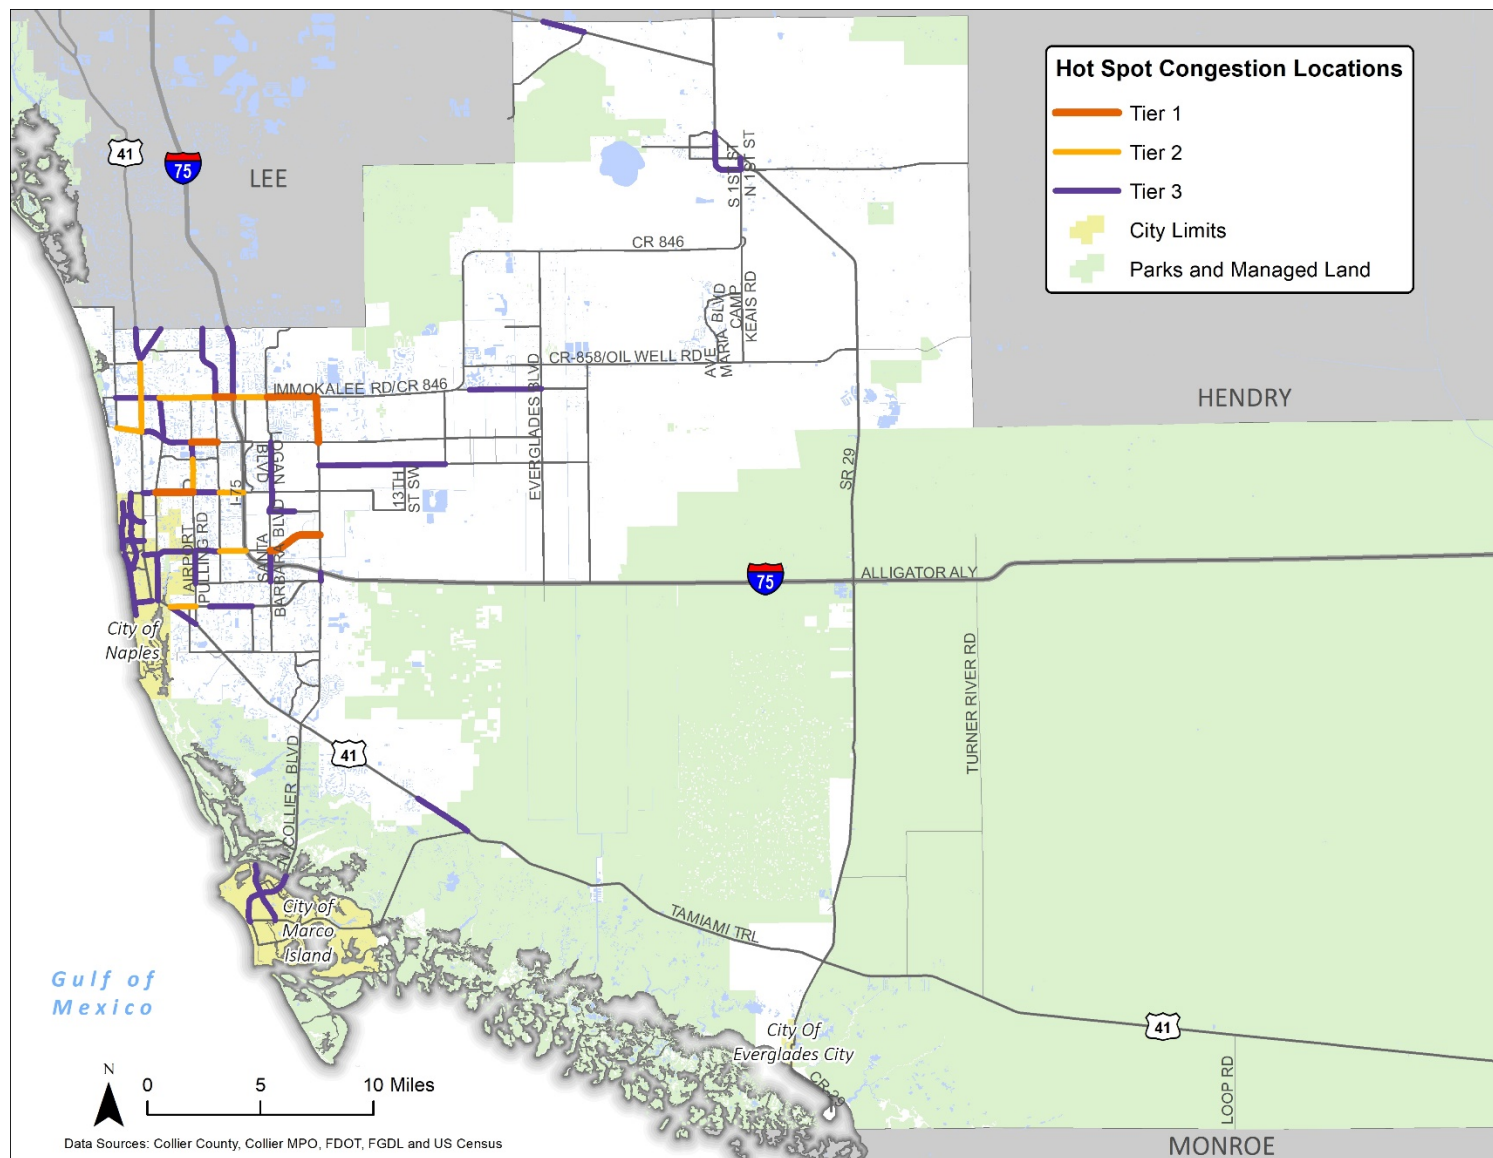 Hot Spot Congestion Locations
Tier 1
Tier 2
Tier 3
City Limits
Parks and Managed Land
41
75
LEE
S 1ST ST
N 1ST ST
CR 846
AVE
MARIA BLVD
CAMP
KEAIS RD
CR-858/OIL WELL RD
IMMOKALEE RD/CR 846
EVERGLADES BLVD
HENDRY
LOGAN
BLVD
I-75
13TH
ST SW
SR 29
AIRPORT
PULLING RD
SANTA
BARBARA BLVD
75
ALLIGATOR ALY
City of
Naples
TURNER RIVER RD
41
N COLLIER BLVD
City of
Marco
Island
TAMIAMI TRL
Gulf of
Mexico
City Of
Everglades City
41
CR 29
LOOP RD
N
0 5 10 Miles
Data Sources: Collier County, Collier MPO, FDOT, FGDL and US Census
MONROE